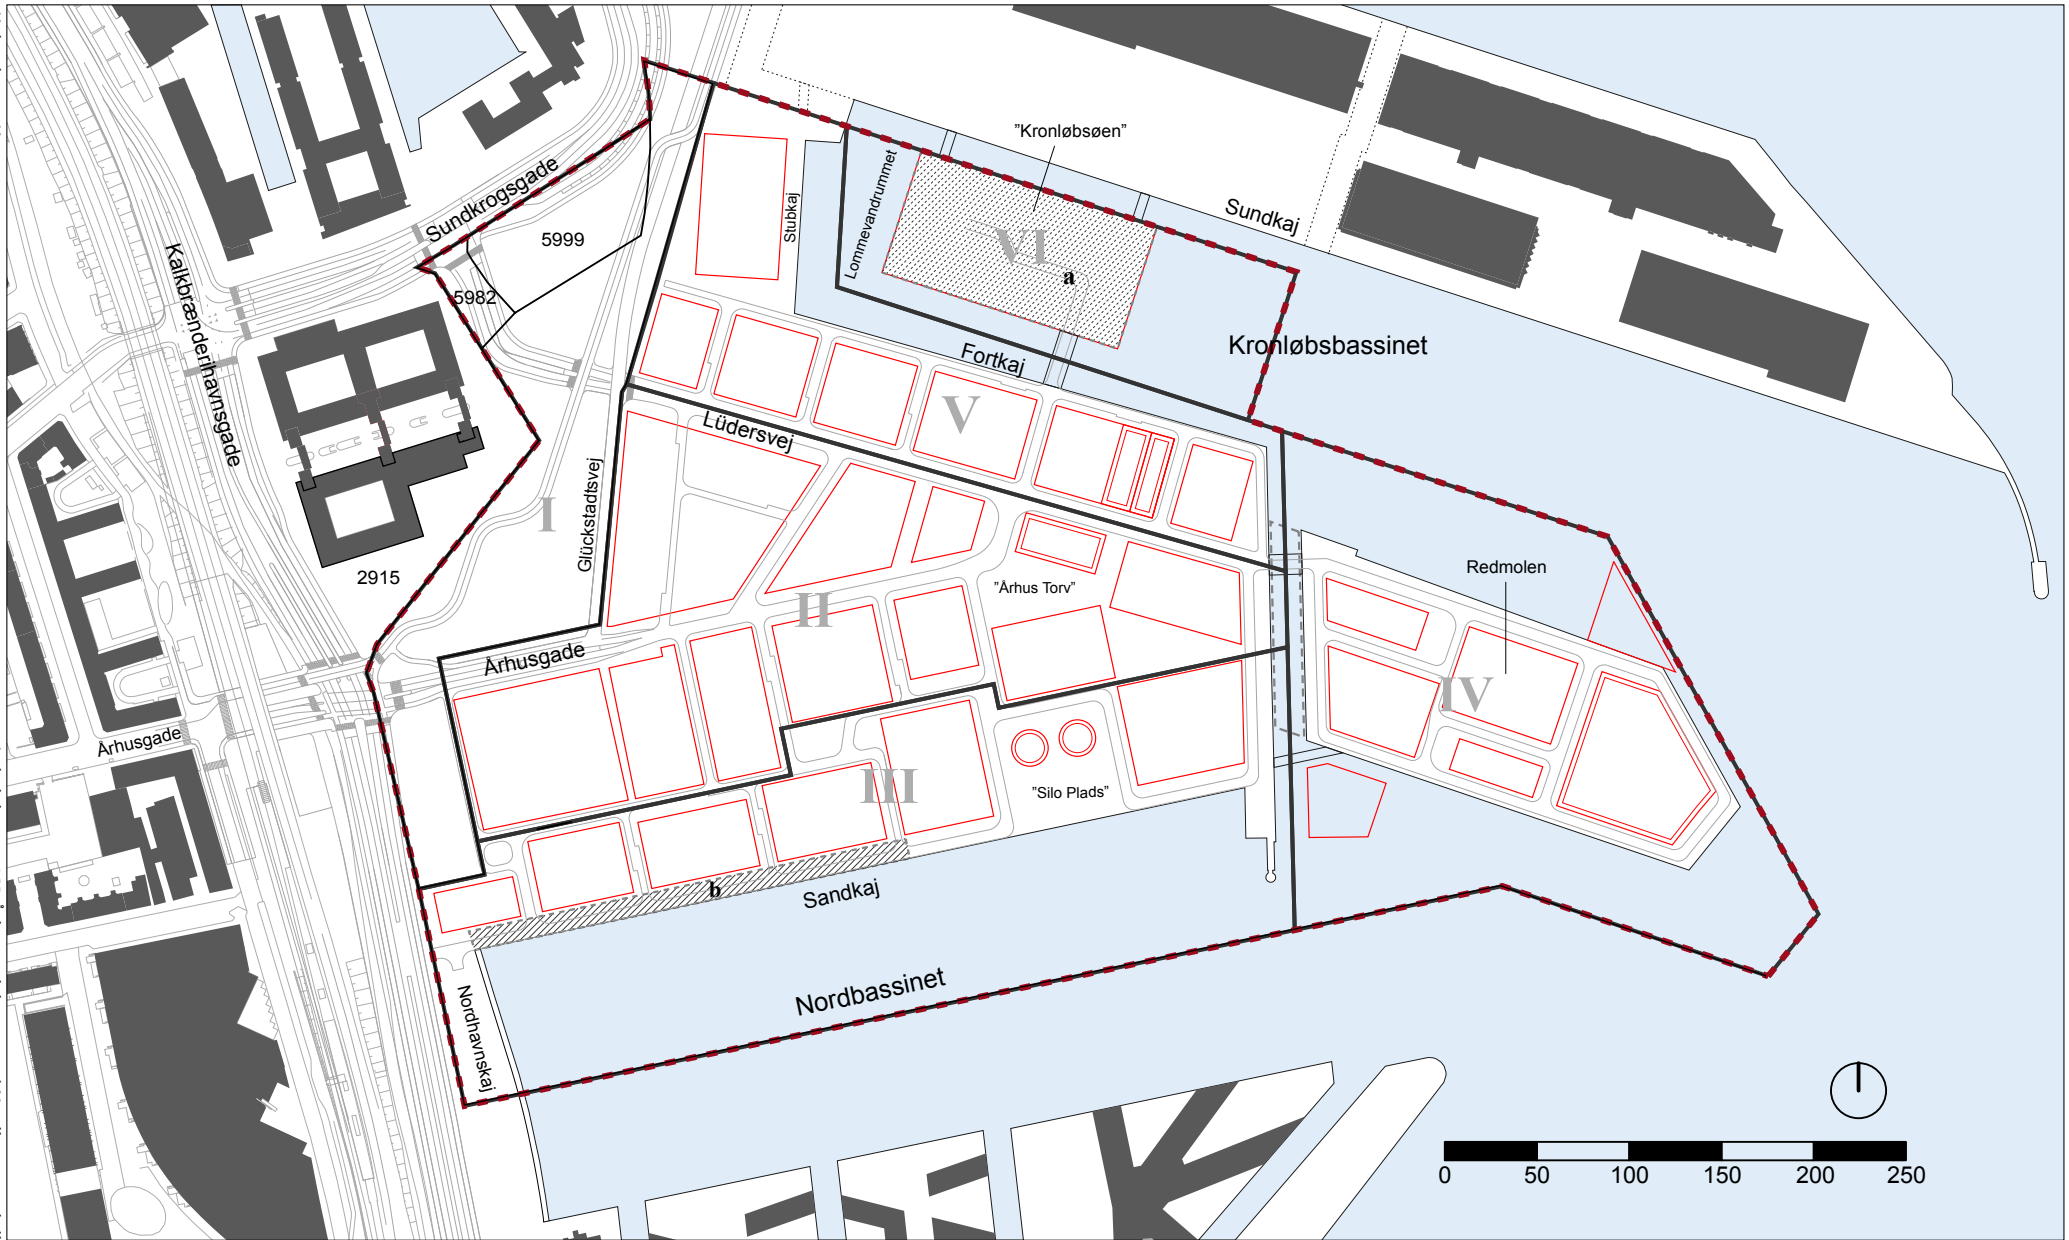 ”Kronløbsøen”
Sundkrogsgade
Lommevandrummet
Stubkaj
Sundkaj
5999
VI
a
5982
Kalkbrænderihavnsgade
Kronløbsbassinet
Fortkaj
V
Lüdersvej
Glückstadtsvej
I
2915
Redmolen
”Århus Torv”
II
Århusgade
IV
Århusgade
III
”Silo Plads”
b
Sandkaj
Nordbassinet
Nordhavnskaj
0 50 100 150 200 250